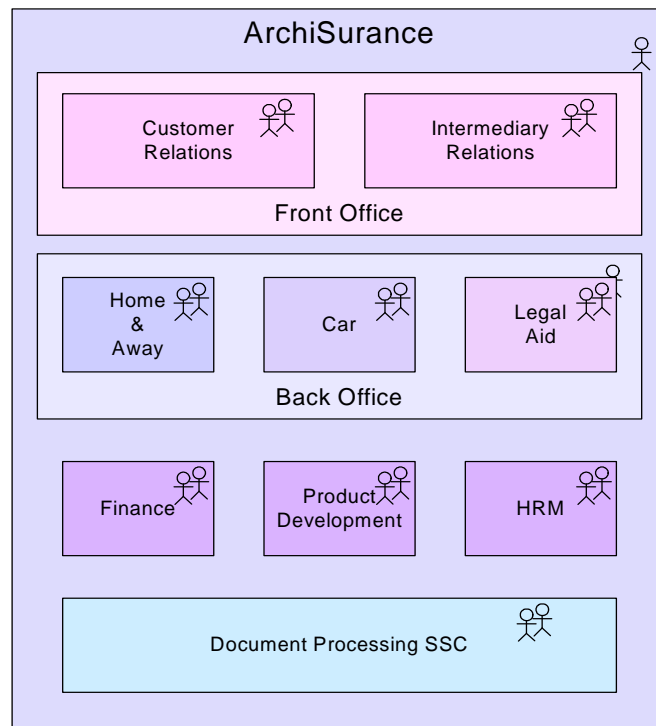 ArchiSurance
Customer
Relations
Intermediary
Relations
Front Office
Home
&
Away
Car
Legal
Aid
Back Office
Finance
Product
Development
HRM
Document Processing SSC